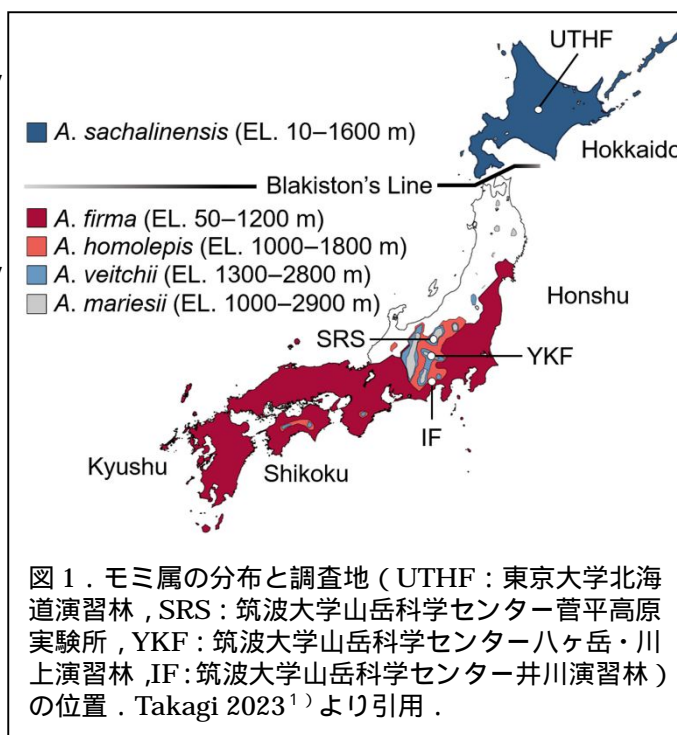 UTHF
A. sachalinensis (EL. 10–1600 m)
Hokkaido
Blakiston's Line
A. firma (EL. 50–1200 m)
A. homolepis (EL. 1000–1800 m)
A. veitchii (EL. 1300–2800 m)
A. mariesii (EL. 1000–2900 m)
Honshu
SRS
YKF
IF
Kyushu
Shikoku
図1．モミ属の分布と調査地（UTHF：東京大学北海
道演習林，SRS：筑波大学山岳科学センター菅平高原
実験所，YKF：筑波大学山岳科学センター八ヶ岳・川
上演習林，IF：筑波大学山岳科学センター井川演習林）
の位置．Takagi 2023¹⁾より引用．